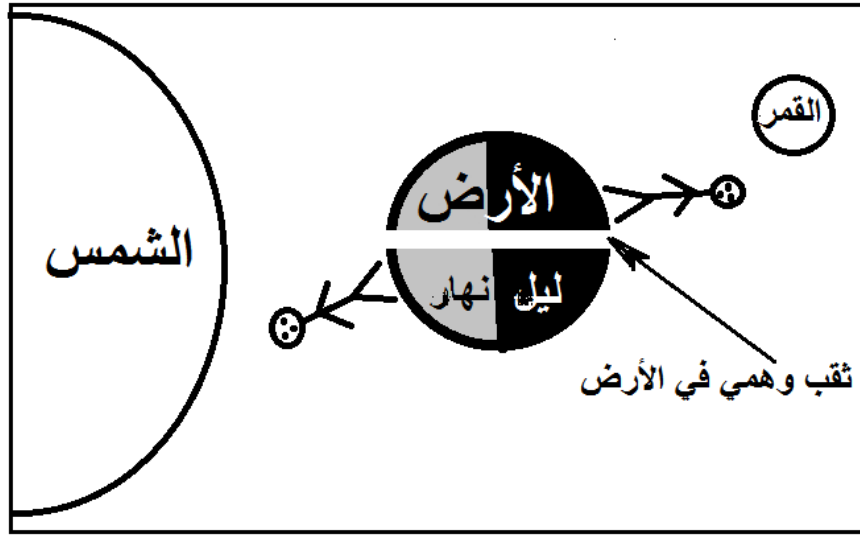 القمر
الأرض
الشمس
ليل نهار
ثقب وهمي في الأرض